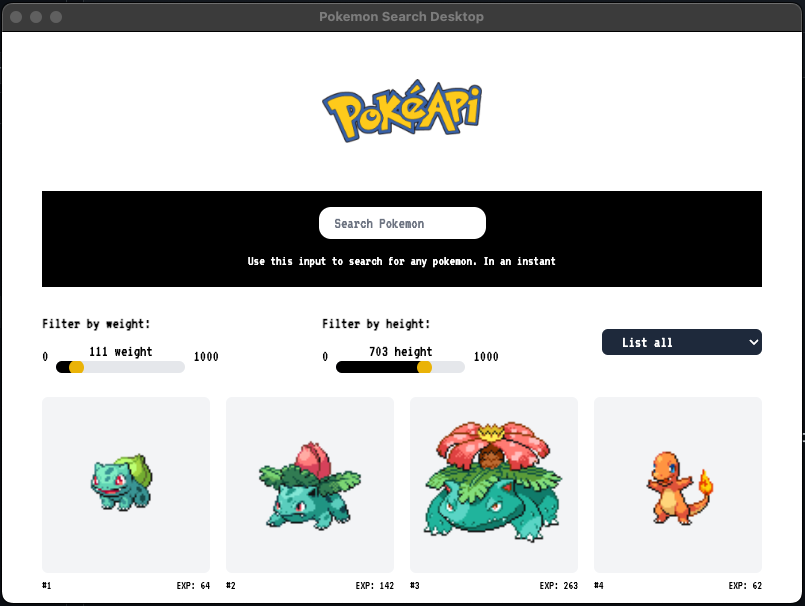 Pokemon Search Desktop
PokéApi
Search Pokemon
Use this input to search for any pokemon. In an instant
Filter by weight:
0 111 weight 1000
Filter by height:
0 703 height 1000
List all
#1 EXP: 64
#2 EXP: 142
#3 EXP: 263
#4 EXP: 62